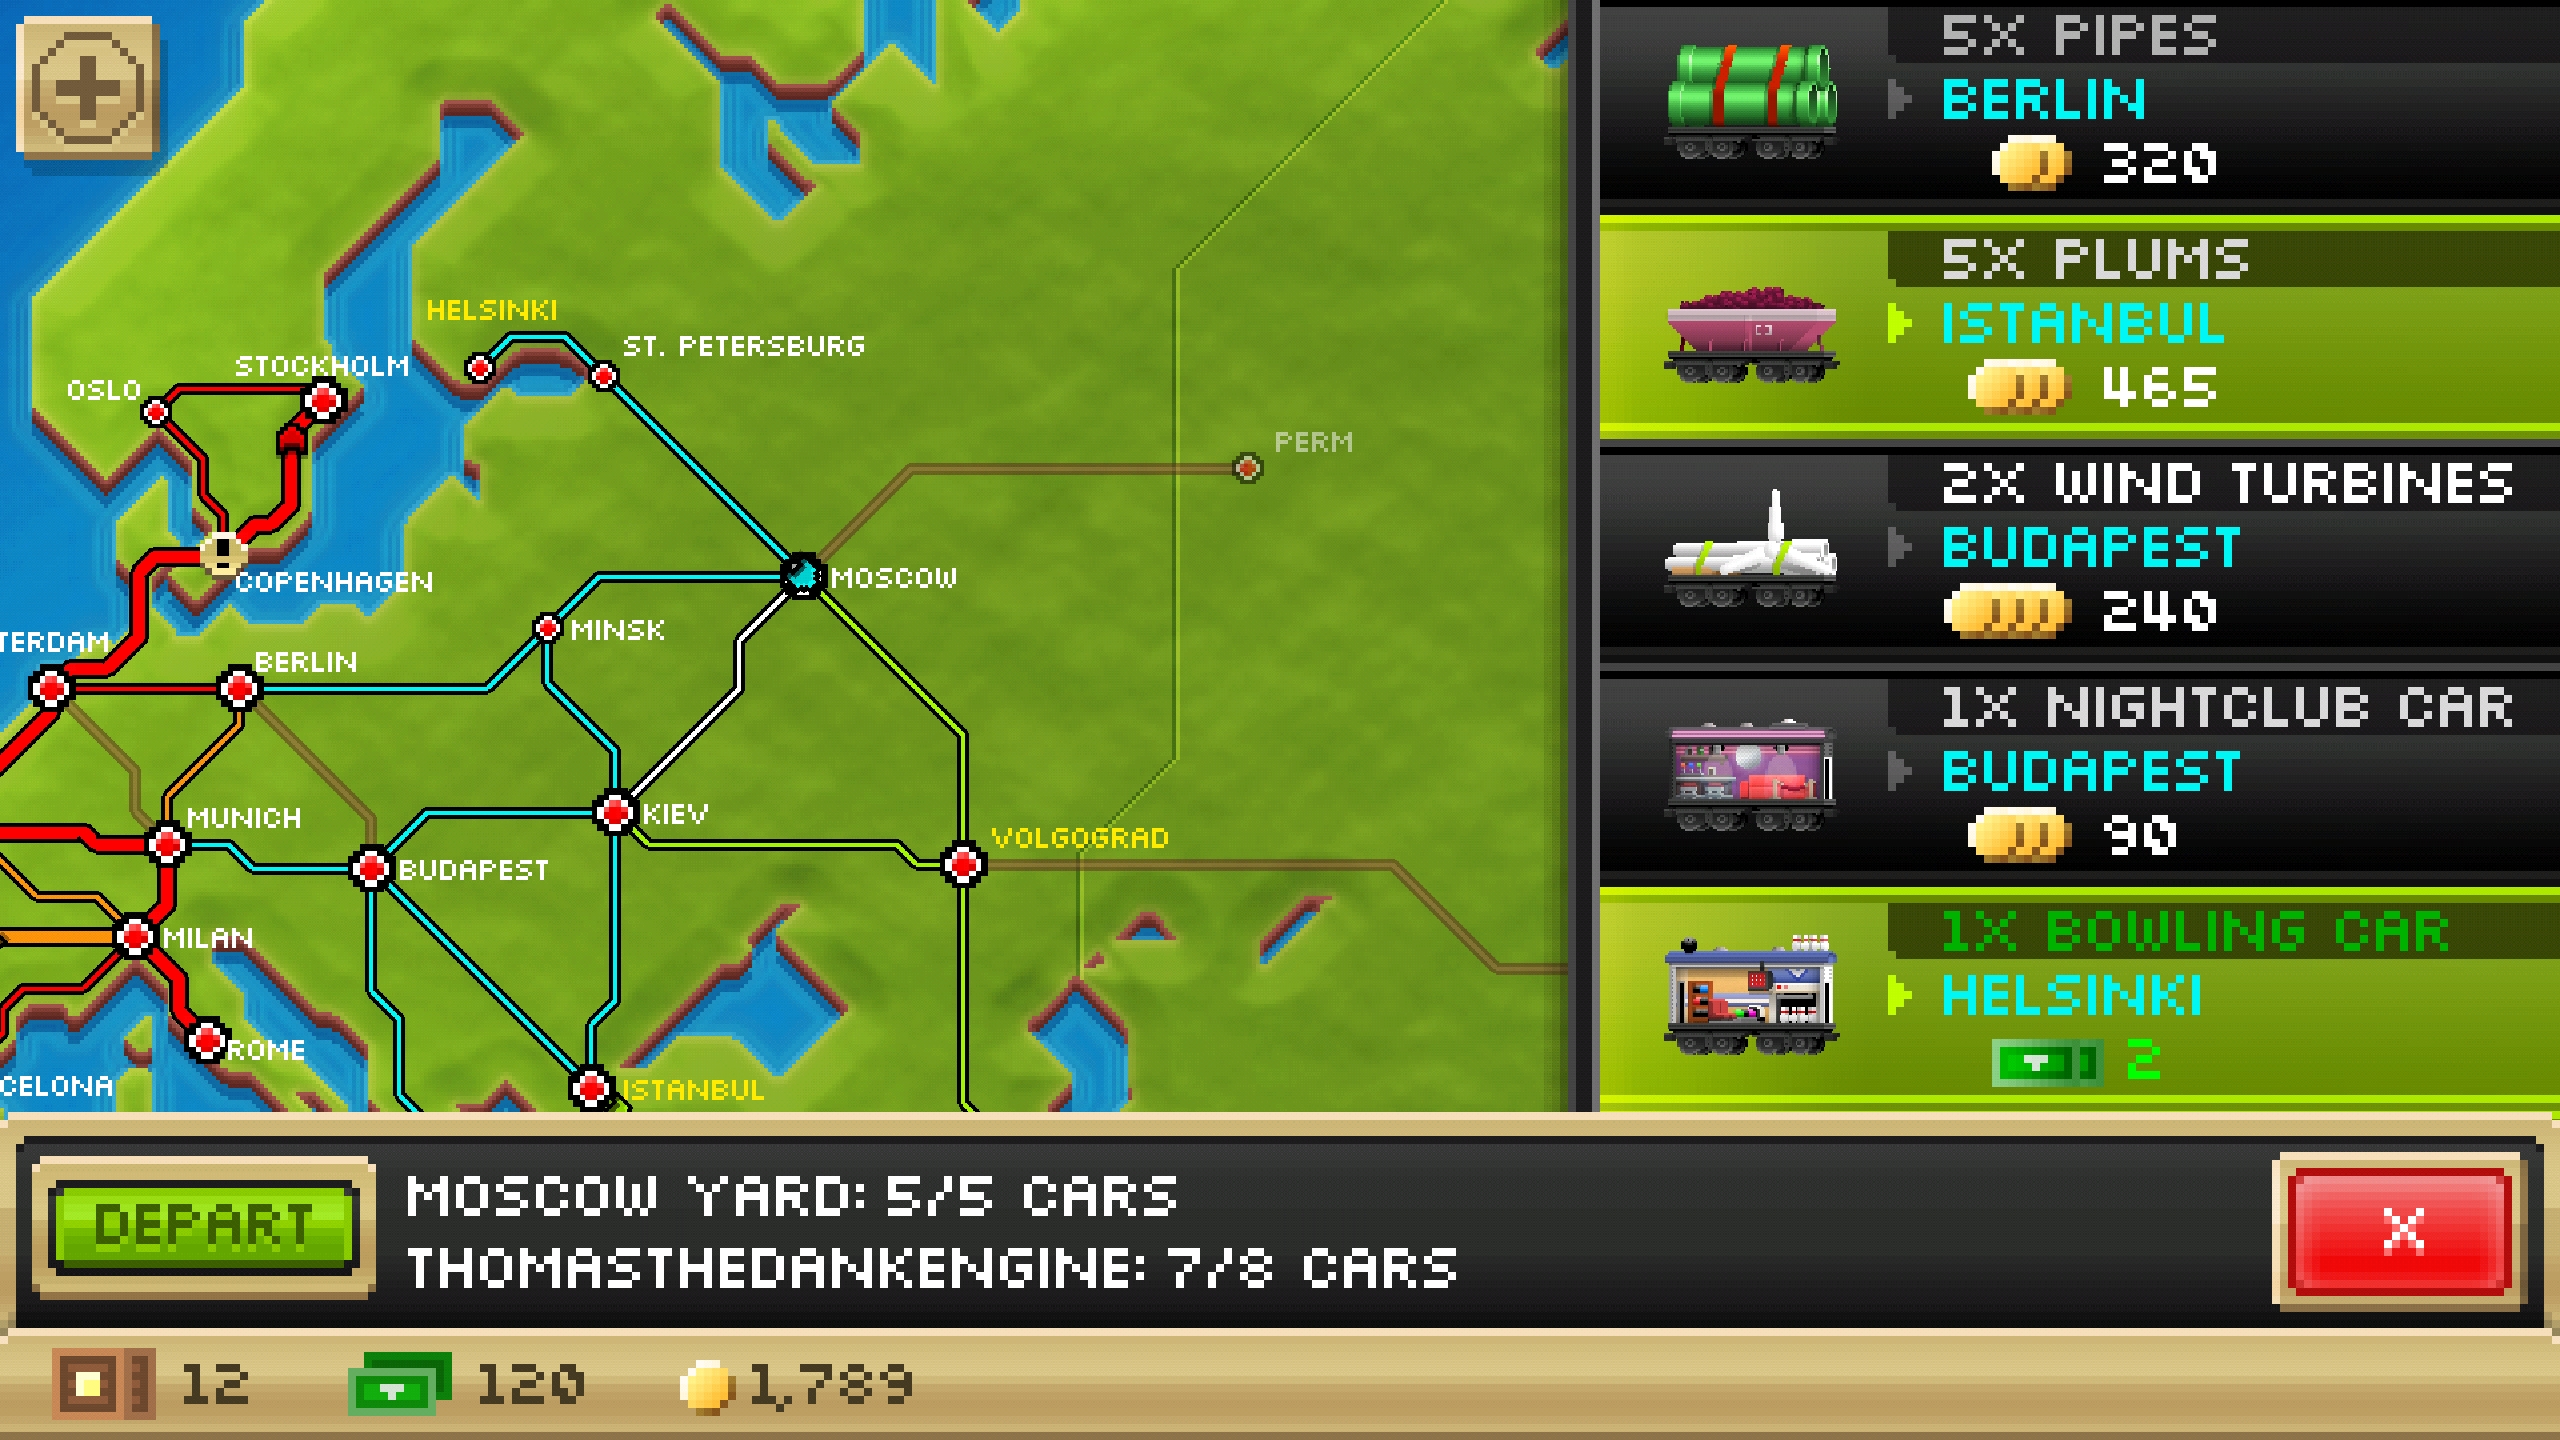 HELSINKI
ST. PETERSBURG
STOCKHOLM
OSLO
PERM
COPENHAGEN
MOSCOW
MINSK
TERDAM
BERLIN
MUNICH
KIEV
VOLGOGRAD
BUDAPEST
MILAN
ROME
CELONA
ISTANBUL
5X PIPES
BERLIN
320
5X PLUMS
ISTANBUL
465
2X WIND TURBINES
BUDAPEST
240
1X NIGHTCLUB CAR
BUDAPEST
90
1X BOWLING CAR
HELSINKI
2
DEPART
MOSCOW YARD: 5/5 CARS
THOMASTHEDANKENGINE: 7/8 CARS
X
12
120
1,789